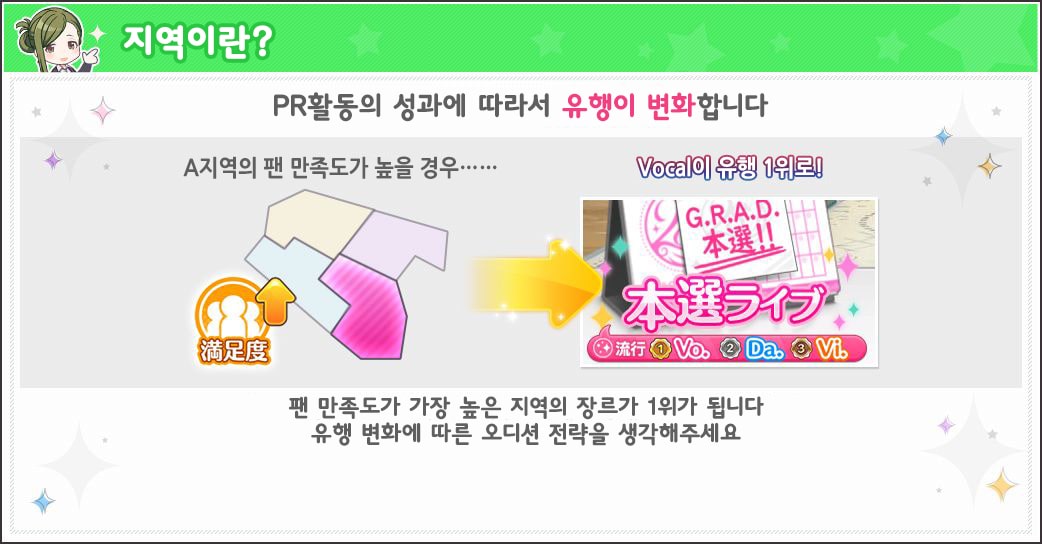 지역이란?
PR활동의 성과에 따라서 유행이 변화합니다
A지역의 팬 만족도가 높을 경우……
Vocal이 유행 1위로!
G.R.A.D.
本選!!
本選ライブ
満足度
流行 1 Vo. 2 Da. 3 Vi.
팬 만족도가 가장 높은 지역의 장르가 1위가 됩니다
유행 변화에 따른 오디션 전략을 생각해주세요